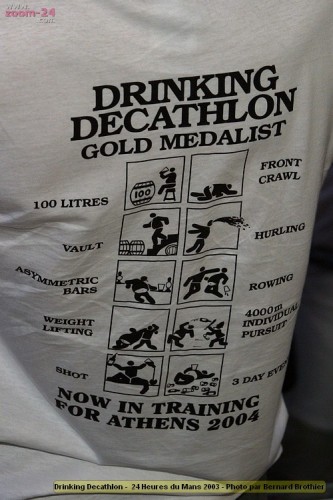 www.
zoom-24
.com
DRINKING
DECATHLON
GOLD MEDALIST
100 LITRES
100
FRONT
CRAWL
VAULT
HURLING
ASYMMETRIC
BARS
ROWING
WEIGHT
LIFTING
4000m
INDIVIDUAL
PURSUIT
SHOT
3 DAY EVEN
NOW IN TRAINING
FOR ATHENS 2004
Drinking Decathlon - 24 Heures du Mans 2003 - Photo par Bernard Brothier